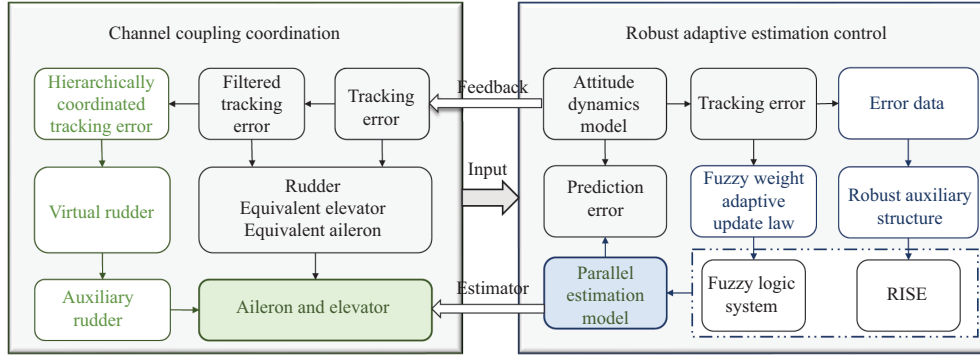 Channel coupling coordination
Hierarchically
coordinated
tracking error
Filtered
tracking
error
Tracking
error
Virtual rudder
Rudder
Equivalent elevator
Equivalent aileron
Auxiliary
rudder
Aileron and elevator
Feedback
Input
Estimator
Robust adaptive estimation control
Attitude
dynamics
model
Tracking error
Error data
Prediction
error
Fuzzy weight
adaptive
update law
Robust auxiliary
structure
Parallel
estimation
model
Fuzzy logic
system
RISE